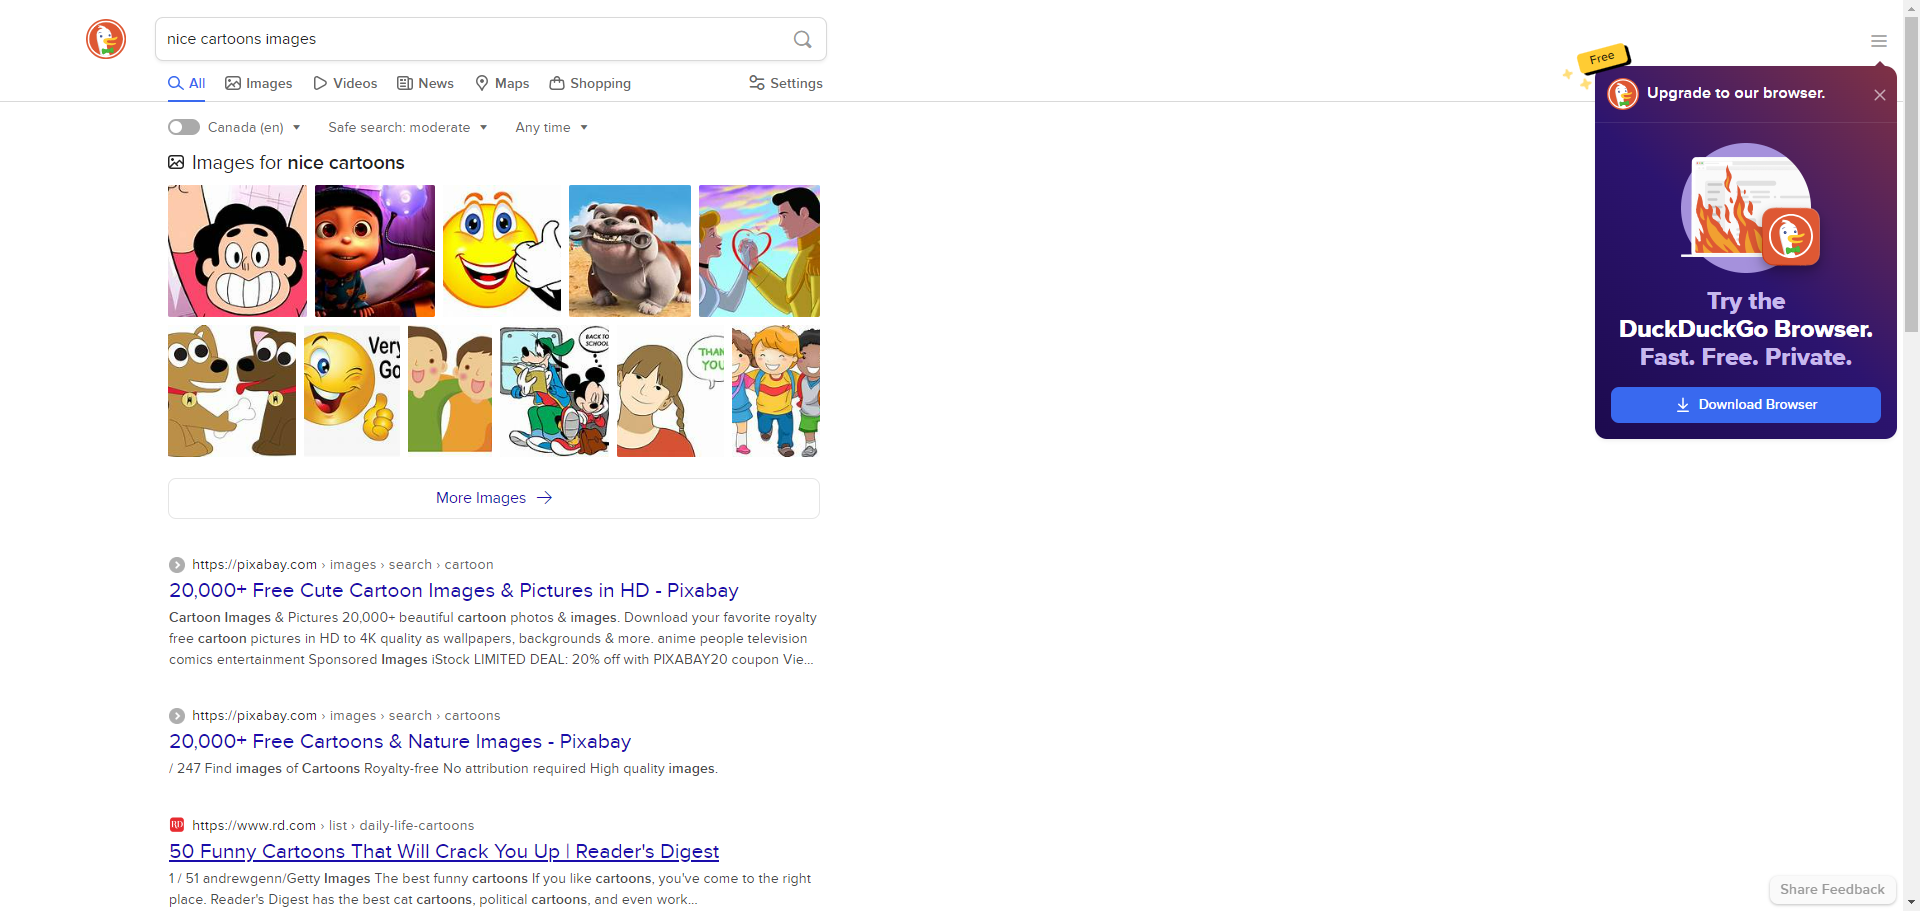 nice cartoons images
All Images Videos News Maps Shopping Settings
Free
Upgrade to our browser.
Canada (en) Safe search: moderate Any time
Images for nice cartoons
Very
Go
BACK TO
SCHOOL
THAN
YOU
More Images
Try the
DuckDuckGo Browser.
Fast. Free. Private.
Download Browser
https://pixabay.com › images › search › cartoon
20,000+ Free Cute Cartoon Images & Pictures in HD - Pixabay
Cartoon Images & Pictures 20,000+ beautiful cartoon photos & images. Download your favorite royalty
free cartoon pictures in HD to 4K quality as wallpapers, backgrounds & more. anime people television
comics entertainment Sponsored Images iStock LIMITED DEAL: 20% off with PIXABAY20 coupon Vie...
https://pixabay.com › images › search › cartoons
20,000+ Free Cartoons & Nature Images - Pixabay
/ 247 Find images of Cartoons Royalty-free No attribution required High quality images.
RD https://www.rd.com › list › daily-life-cartoons
50 Funny Cartoons That Will Crack You Up | Reader's Digest
1 / 51 andrewgenn/Getty Images The best funny cartoons If you like cartoons, you've come to the right
place. Reader's Digest has the best cat cartoons, political cartoons, and even work...
Share Feedback